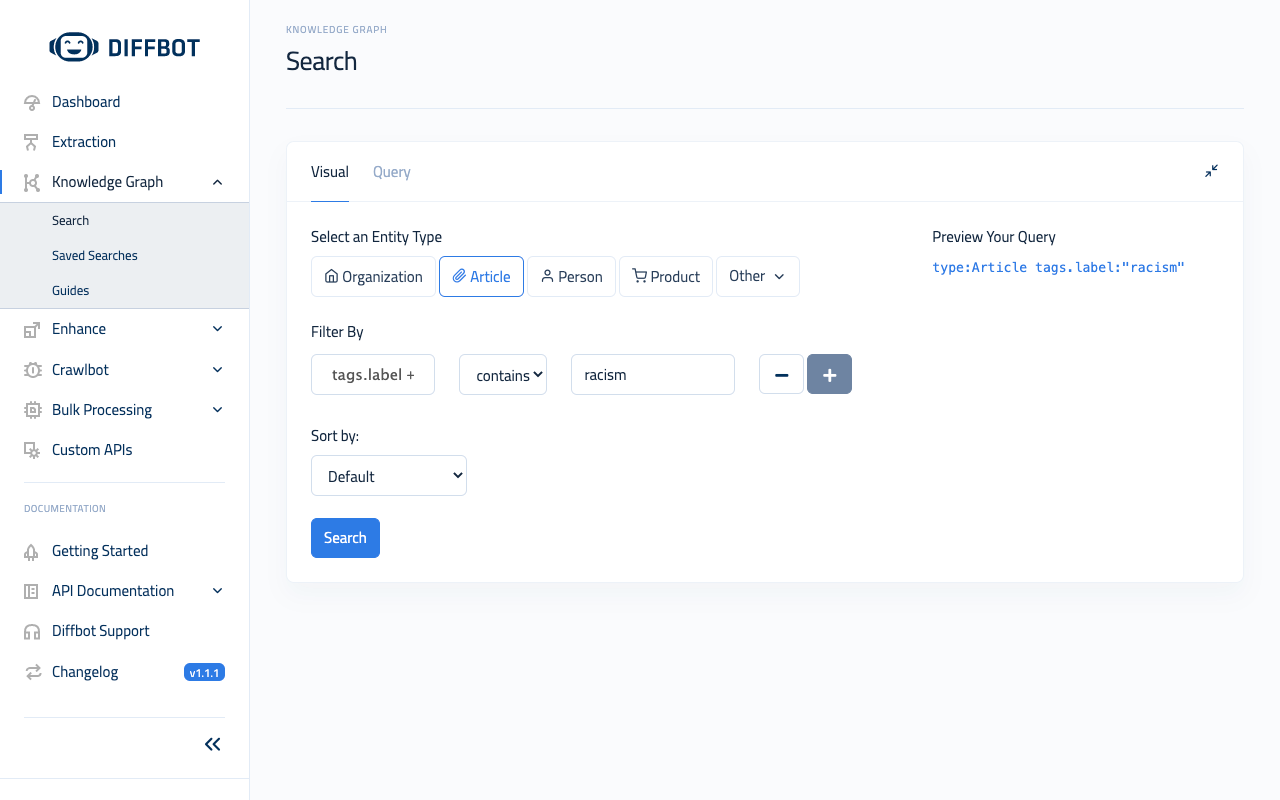 DIFFBOT
Dashboard
Extraction
Knowledge Graph
Search
Saved Searches
Guides
Enhance
Crawlbot
Bulk Processing
Custom APIs
DOCUMENTATION
Getting Started
API Documentation
Diffbot Support
Changelog v1.1.1
KNOWLEDGE GRAPH
Search
Visual Query
Select an Entity Type
Organization Article Person Product Other
Filter By
tags.label + contains racism − +
Sort by:
Default
Search
Preview Your Query
type:Article tags.label:"racism"